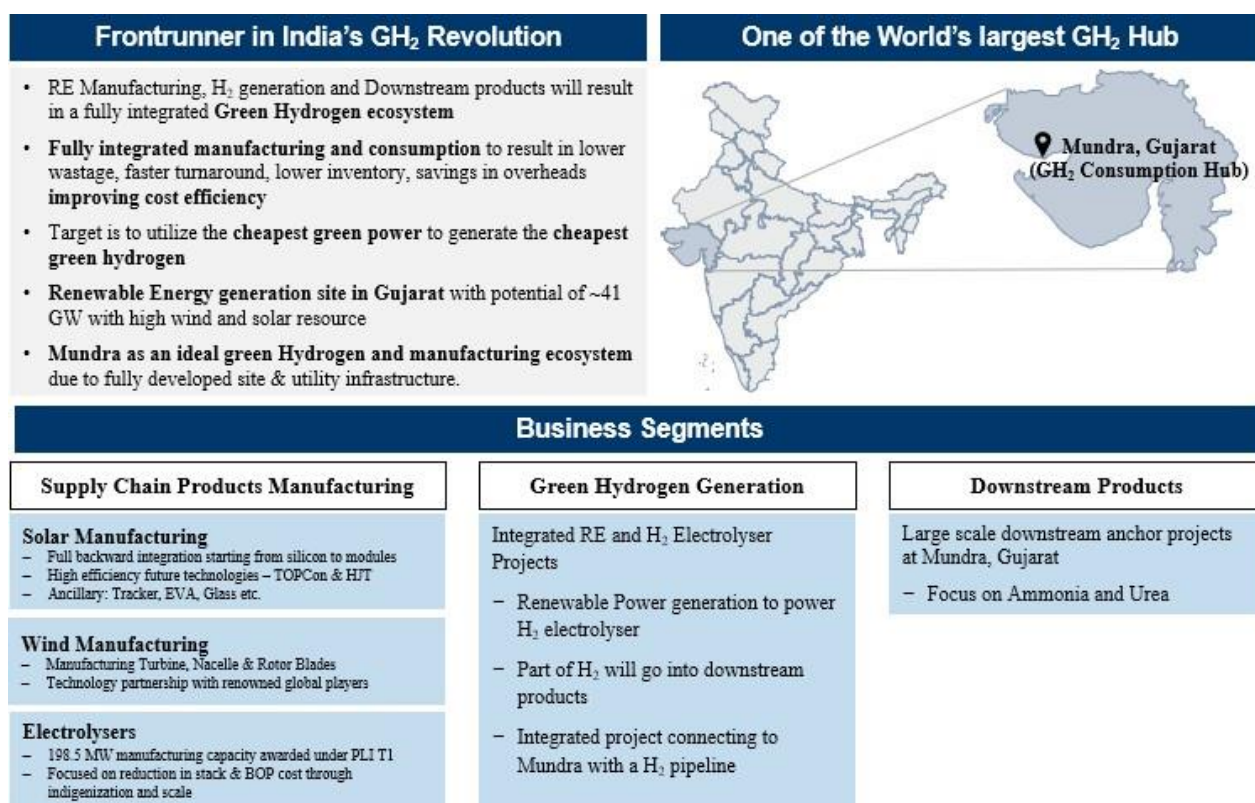 Frontrunner in India's GH₂ Revolution
• RE Manufacturing, H₂ generation and Downstream products will result
in a fully integrated Green Hydrogen ecosystem
• Fully integrated manufacturing and consumption to result in lower
wastage, faster turnaround, lower inventory, savings in overheads
improving cost efficiency
• Target is to utilize the cheapest green power to generate the cheapest
green hydrogen
• Renewable Energy generation site in Gujarat with potential of ~41
GW with high wind and solar resource
• Mundra as an ideal green Hydrogen and manufacturing ecosystem
due to fully developed site & utility infrastructure.
One of the World's largest GH₂ Hub
Mundra, Gujarat
(GH₂ Consumption Hub)
Business Segments
Supply Chain Products Manufacturing
Solar Manufacturing
– Full backward integration starting from silicon to modules
– High efficiency future technologies – TOPCon & HJT
– Ancillary: Tracker, EVA, Glass etc.
Wind Manufacturing
– Manufacturing Turbine, Nacelle & Rotor Blades
– Technology partnership with renowned global players
Electrolysers
– 198.5 MW manufacturing capacity awarded under PLI T1
– Focused on reduction in stack & BOP cost through
indigenization and scale
Green Hydrogen Generation
Integrated RE and H₂ Electrolyser
Projects
– Renewable Power generation to power
H₂ electrolyser
– Part of H₂ will go into downstream
products
– Integrated project connecting to
Mundra with a H₂ pipeline
Downstream Products
Large scale downstream anchor projects
at Mundra, Gujarat
– Focus on Ammonia and Urea